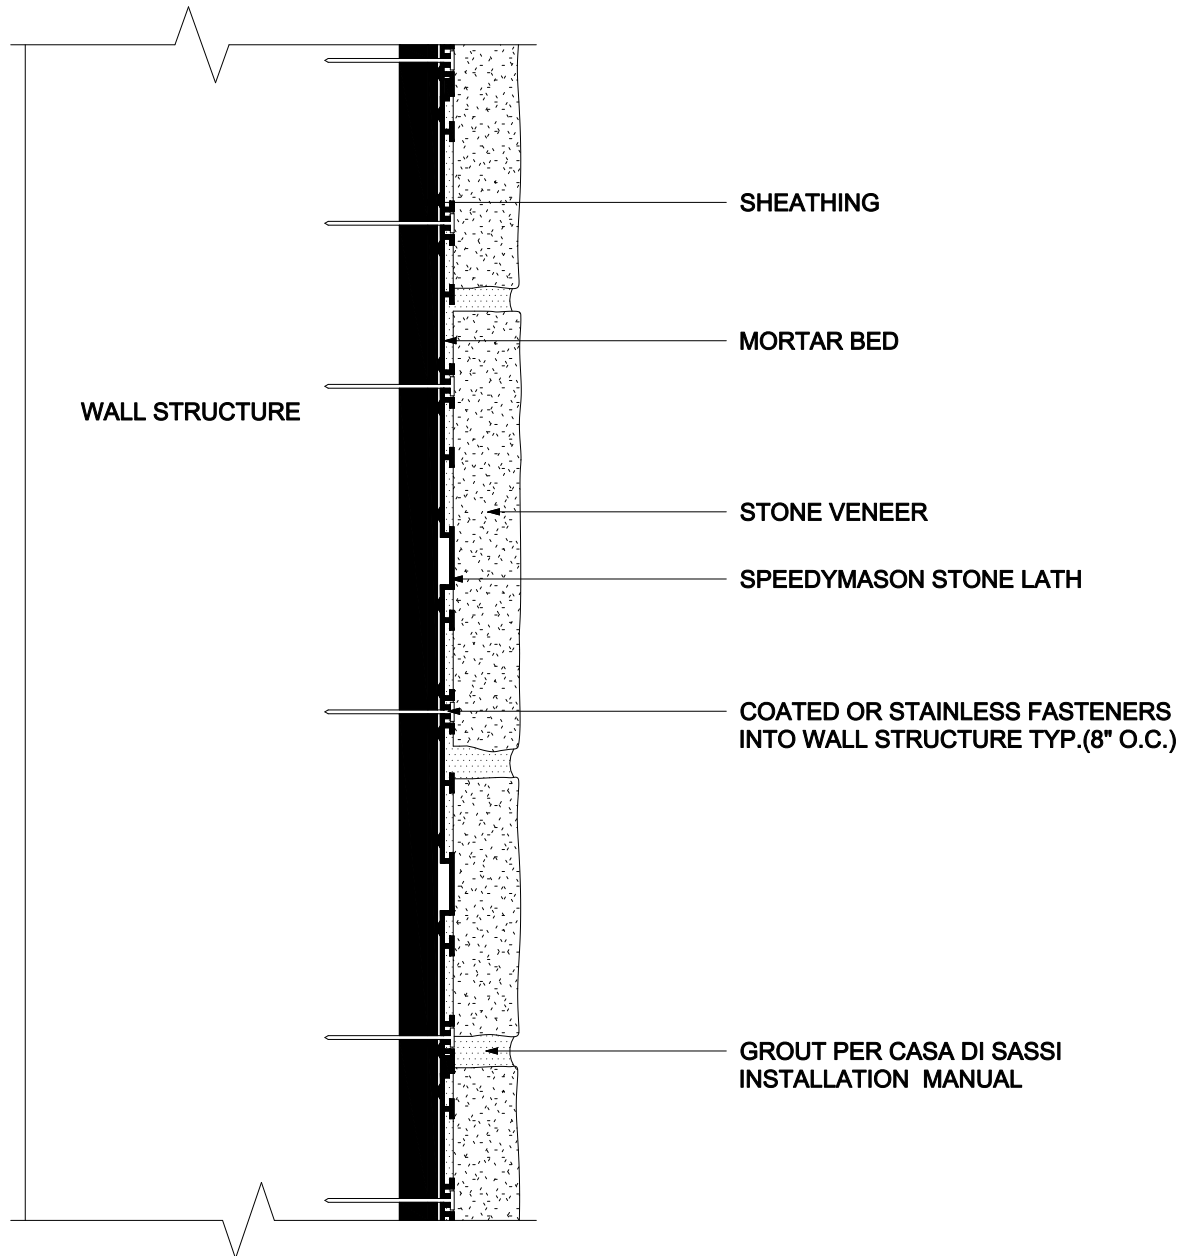 SHEATHING
MORTAR BED
WALL STRUCTURE
STONE VENEER
SPEEDYMASON STONE LATH
COATED OR STAINLESS FASTENERS
INTO WALL STRUCTURE TYP.(8" O.C.)
GROUT PER CASA DI SASSI
INSTALLATION MANUAL